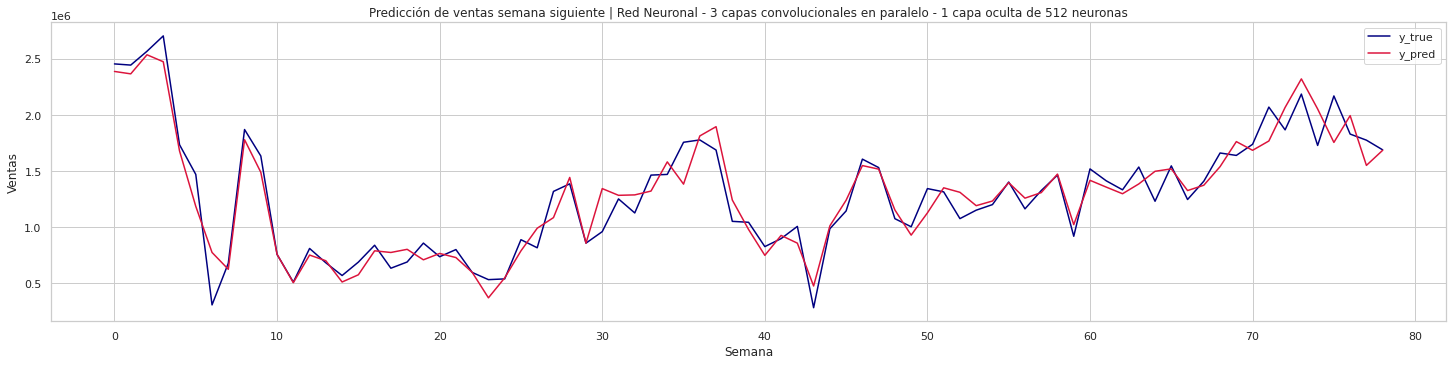 Predicción de ventas semana siguiente | Red Neuronal - 3 capas convolucionales en paralelo - 1 capa oculta de 512 neuronas
1e6
y_true
y_pred
2.5
2.0
1.5
1.0
0.5
Ventas
0 10 20 30 40 50 60 70 80
Semana